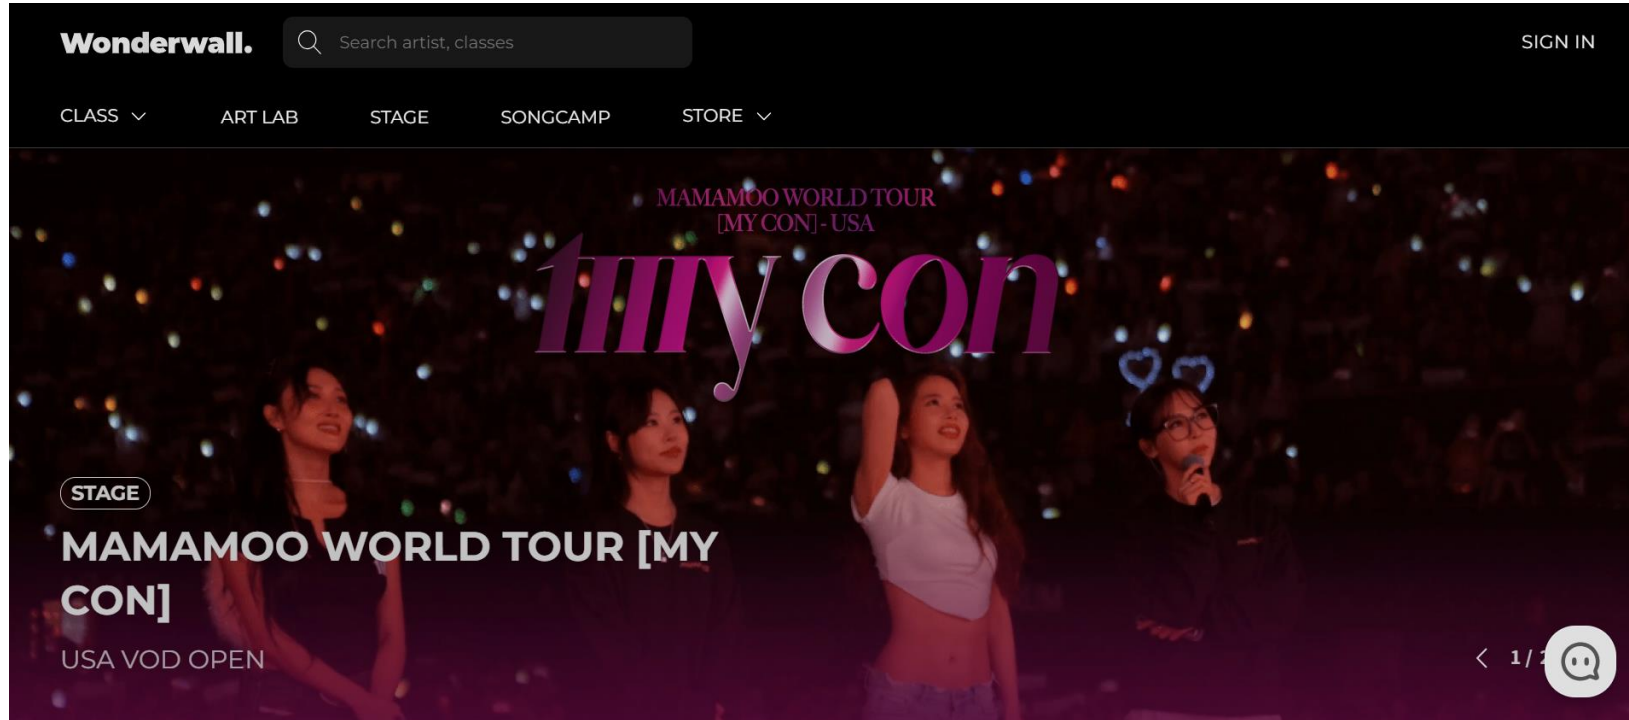 Wonderwall.
Search artist, classes
SIGN IN
CLASS
ART LAB
STAGE
SONGCAMP
STORE
MAMAMOO WORLD TOUR
[MY CON] - USA
my con
STAGE
MAMAMOO WORLD TOUR [MY
CON]
USA VOD OPEN
1 /